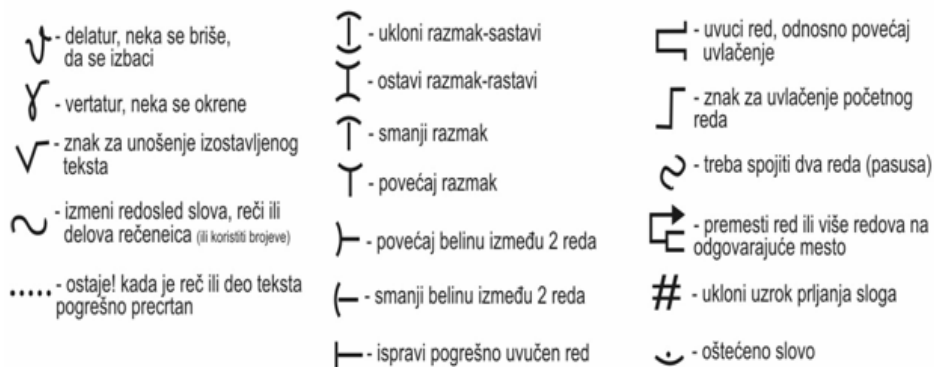 - delatur, neka se briše,
da se izbaci
- vertatur, neka se okrene
- znak za unošenje izostavljenog
teksta
- izmeni redosled slova, reči ili
delova rečeneica (ili koristiti brojeve)
- ostaje! kada je reč ili deo teksta
pogrešno precrtan
- ukloni razmak-sastavi
- ostavi razmak-rastavi
- smanji razmak
- povećaj razmak
- povećaj belinu između 2 reda
- smanji belinu između 2 reda
- ispravi pogrešno uvučen red
- uvuci red, odnosno povećaj
uvlačenje
- znak za uvlačenje početnog
reda
- treba spojiti dva reda (pasusa)
- premesti red ili više redova na
odgovarajuće mesto
# - ukloni uzrok prljanja sloga
- oštećeno slovo